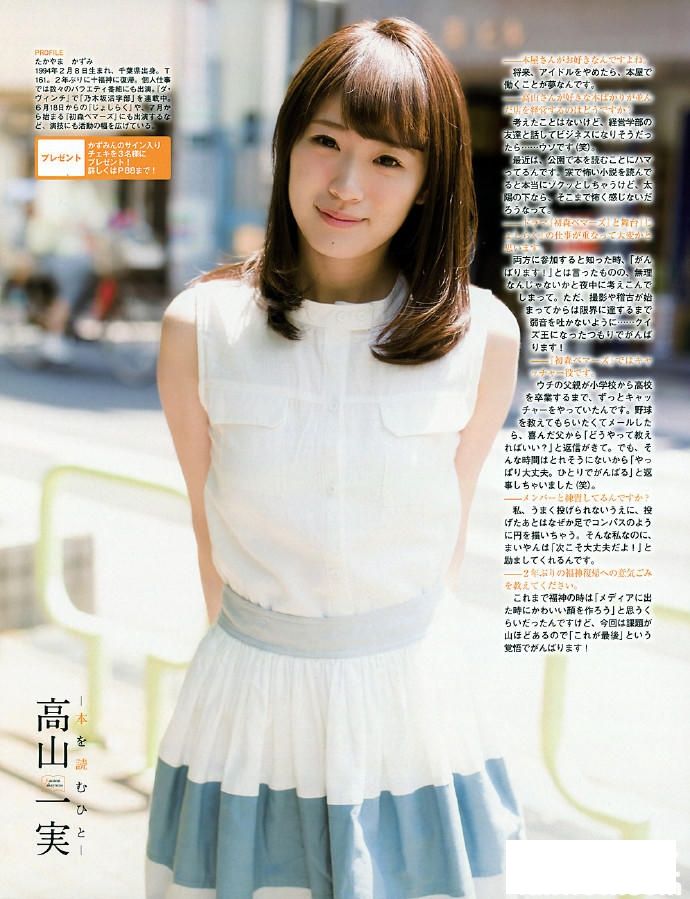 PROFILE
たかやま　かずみ
1994年2月8日生まれ、千葉県出身。T
161。2年ぶりに十福神に復帰。個人仕事
では数々のバラエティ番組にも出演。『ダ・
ヴィンチ』で『乃木坂活字部』を連載中。
6月18日からの『じょしらく』や、7月か
ら始まる『初森ベマーズ』にも出演するな
ど、演技にも活動の幅を広げている。
プレゼント
かずみんのサイン入り
チェキを3名様に
プレゼント！
詳しくはP88まで！
――本屋さんがお好きなんですよね。
将来、アイドルをやめたら、本屋で
働くことが夢なんです。
――高山さんが好きな本ばかりが並ん
考えたことはないけど、経営学部の
友達と話してビジネスになりそうだっ
たら……ウソです(笑)。
最近は、公園で本を読むことにハマ
ってるんです。家で怖い小説を読んで
ると本当にゾクッとしちゃうけど、太
陽の下なら、そこまで怖く感じないだ
ろうなって。
両方に参加すると知った時、「がん
ばります！」とは言ったものの、無理
なんじゃないかと夜中に考えこんで
しまって。ただ、撮影や稽古が始
まってからは限界に達するまで
弱音を吐かないように……クイ
ズ王になったつもりでがんば
ります！
――『初森ベマーズ』ではキャ
ッチャー役です。
ウチの父親が小学校から高校
を卒業するまで、ずっとキャッ
チャーをやっていたんです。野球
を教えてもらいたくてメールした
ら、喜んだ父から「どうやって教え
ればいい？」と返信がきて。でも、そ
んな時間はとれそうにないから「やっ
ぱり大丈夫。ひとりでがんばる」と返
事しちゃいました(笑)。
――メンバーと練習してるんですか？
私、うまく投げられないうえに、投
げたあとはなぜか足でコンパスのよう
に円を描いちゃう。そんな私なのに、
まいやんは「次こそ大丈夫だよ！」と
励ましてくれるんです。
――2年ぶりの福神復帰への意気ごみ
を教えてください。
これまで福神の時は「メディアに出
た時にかわいい顔を作ろう」と思うく
らいだったんですけど、今回は課題が
山ほどあるので「これが最後」という
覚悟でがんばります！
―本を読むひと―
高山一実